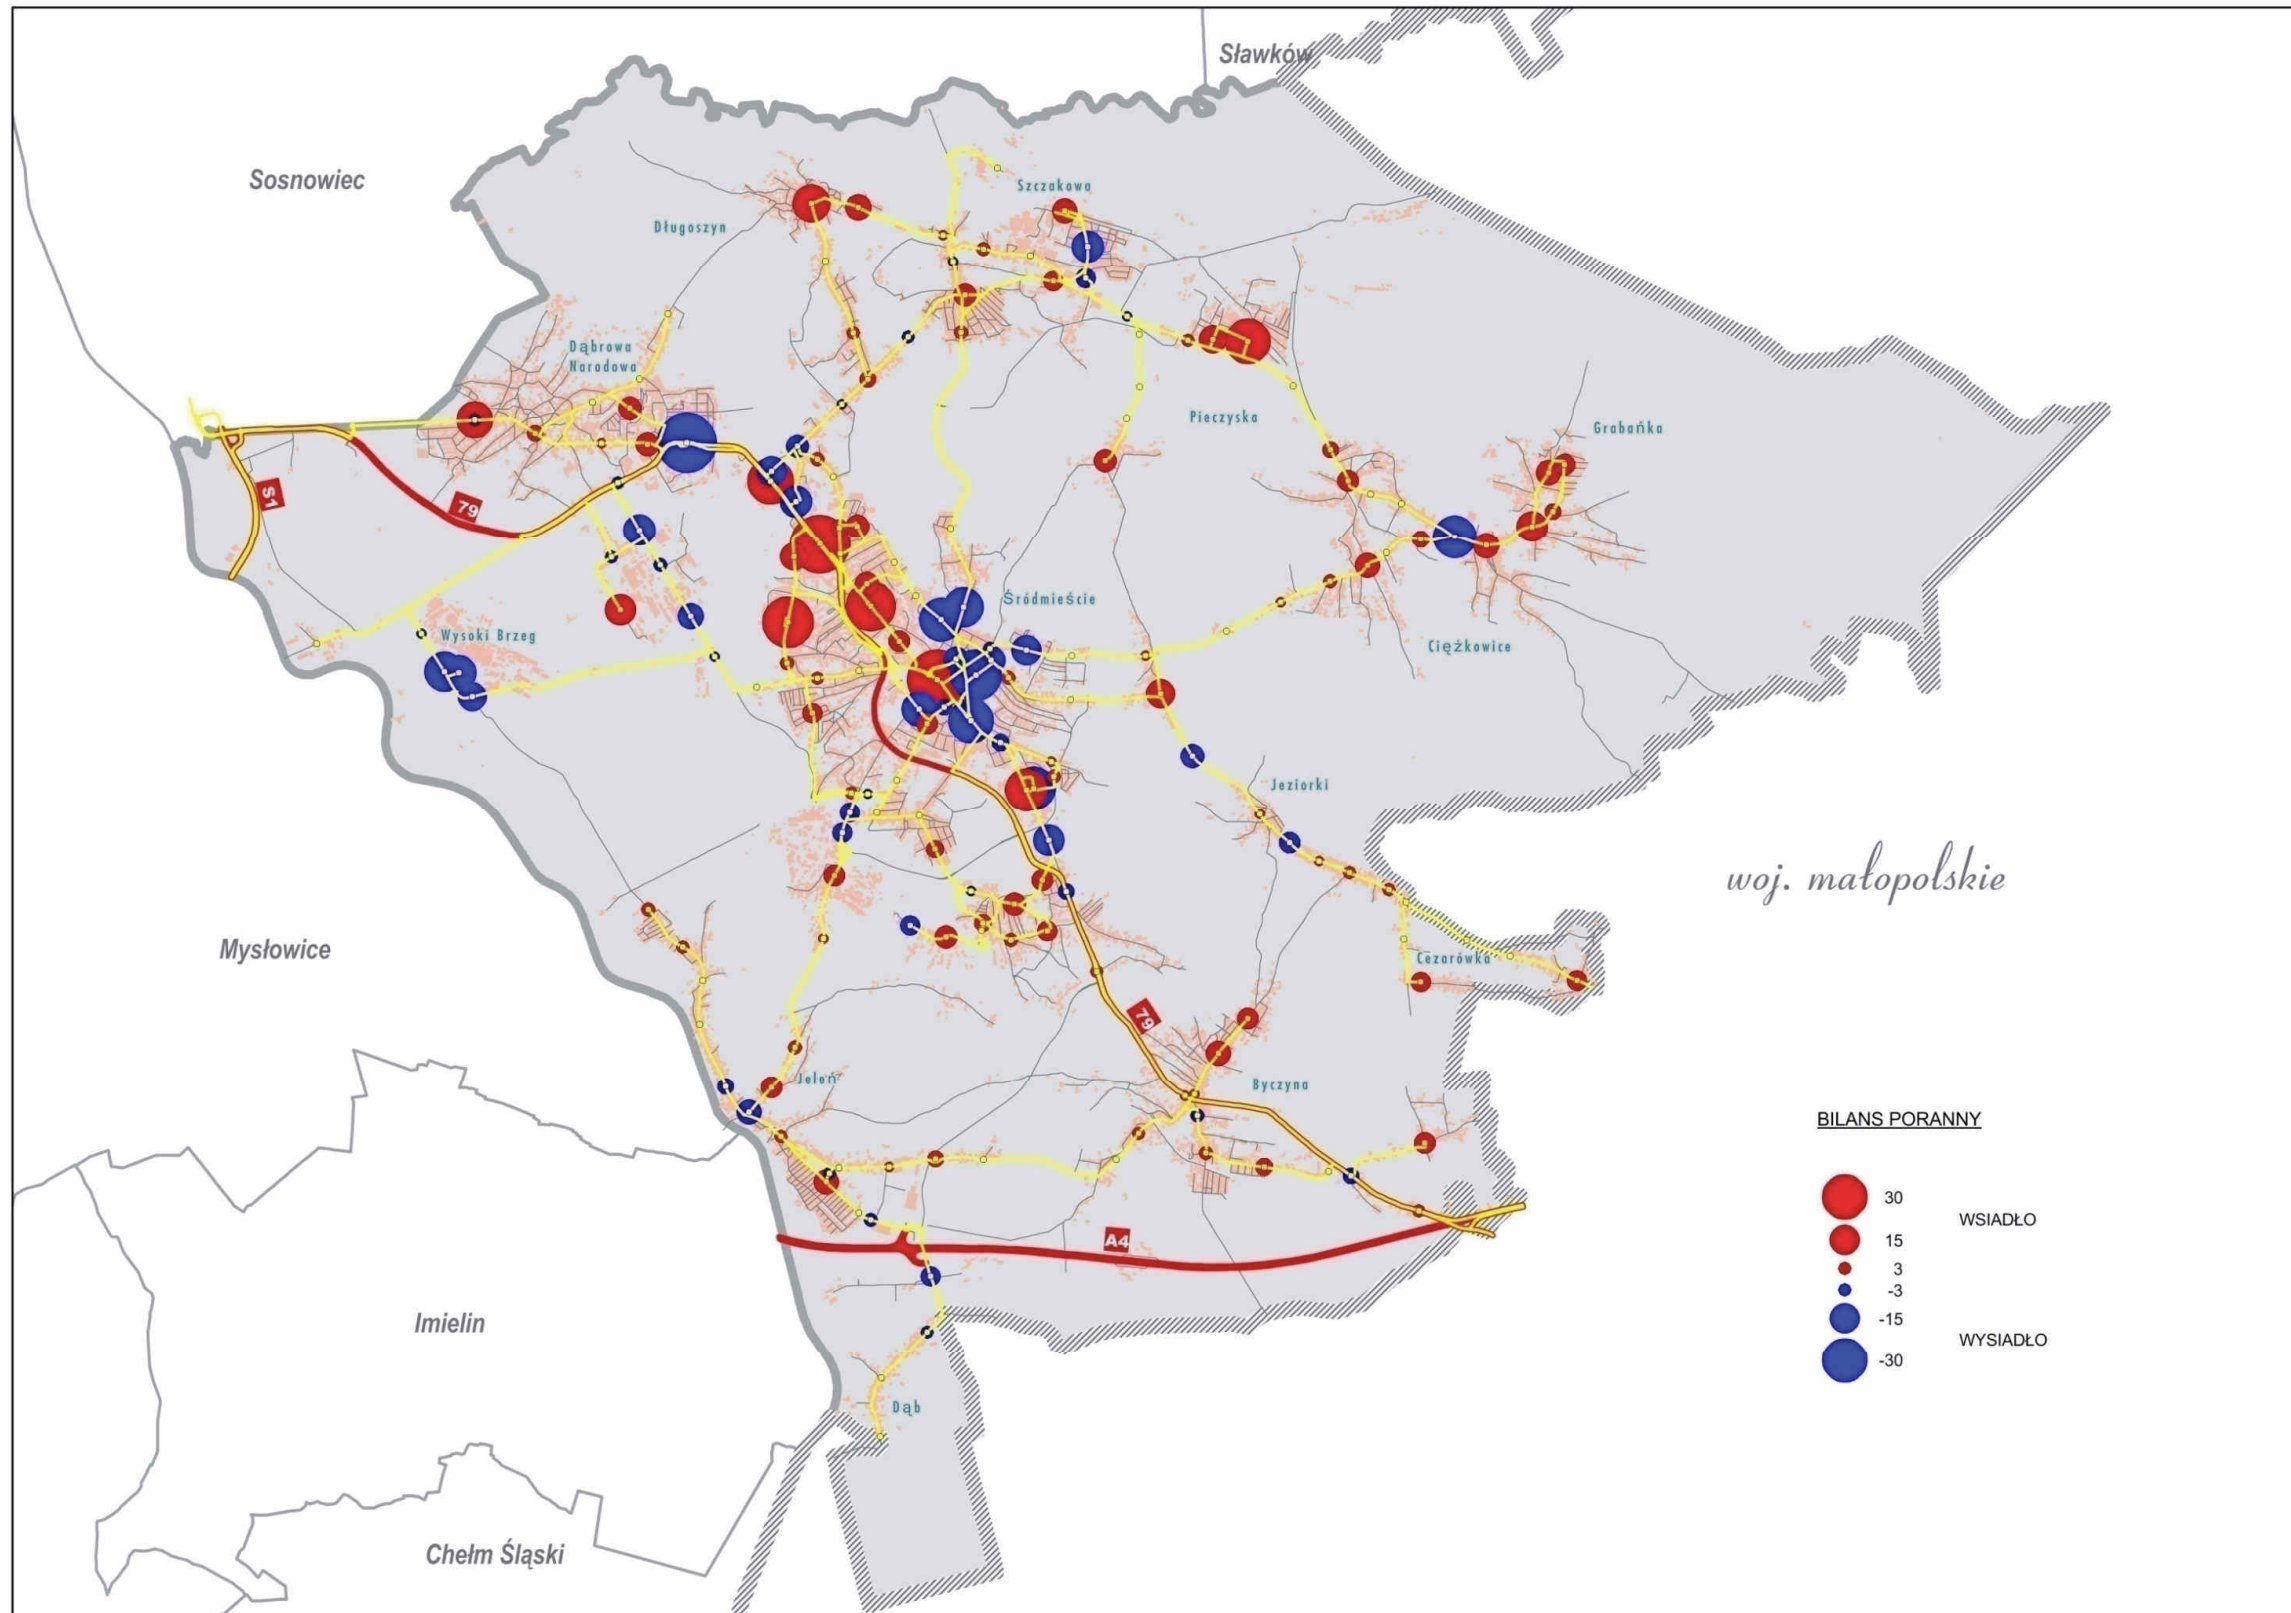 Sławków
Sosnowiec
Szczakowa
Długoszyn
Dąbrowa
Narodowa
Pieczyska
Grabańka
S1
79
Śródmieście
Wysoki Brzeg
Ciężkowice
Jeziorki
woj. małopolskie
Mysłowice
Cezarówka
79
Jeleń
Byczyna
BILANS PORANNY
30
WSIADŁO
15
3
-3
-15
WYSIADŁO
-30
A4
Imielin
Dąb
Chełm Śląski